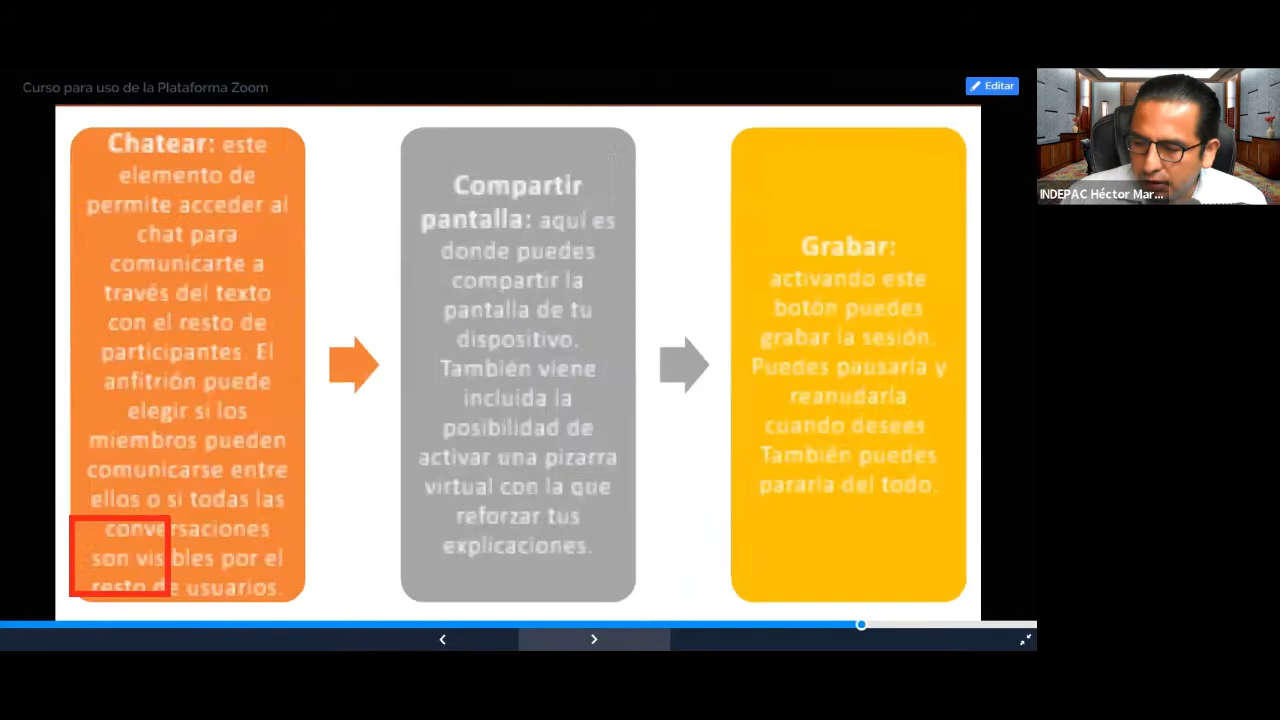 Curso para uso de la Plataforma Zoom
Editar
Chatear: este
elemento de
permite acceder al
chat para
comunicarte a
través del texto
con el resto de
participantes. El
anfitrión puede
elegir si los
miembros pueden
comunicarse entre
ellos o si todas las
conversaciones
son visibles por el
resto de usuarios.
Compartir
pantalla: aquí es
donde puedes
compartir la
pantalla de tu
dispositivo.
También viene
incluida la
posibilidad de
activar una pizarra
virtual con la que
reforzar tus
explicaciones.
Grabar:
activando este
botón puedes
grabar la sesión.
Puedes pausarla y
reanudarla
cuando desees
También puedes
pararla del todo.
INDEPAC Héctor Mar...